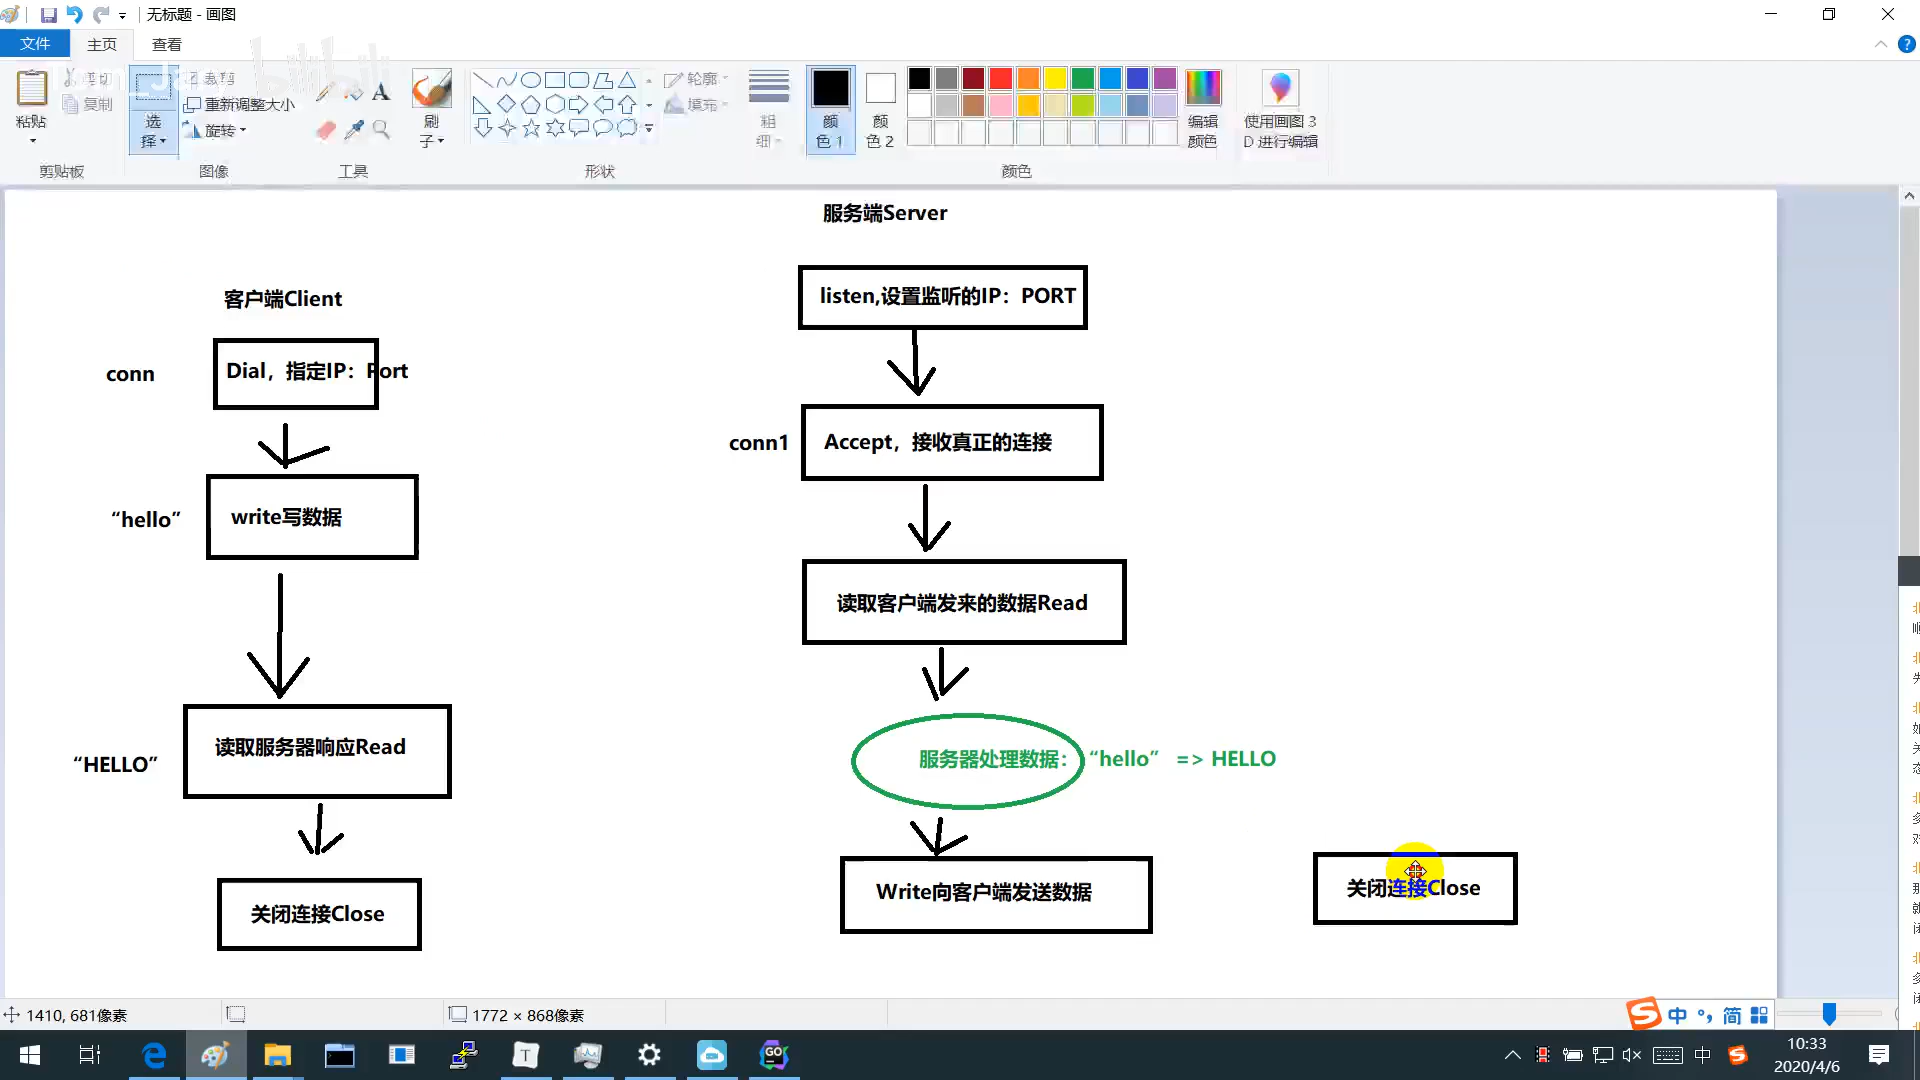 无标题 - 画图
文件
主页
查看
粘贴
剪切
复制
剪贴板
选择
裁剪
重新调整大小
旋转
图像
工具
刷子
形状
轮廓
填充
粗细
颜色 1
颜色 2
颜色
编辑颜色
使用画图 3D 进行编辑
bilibili
服务端Server
客户端Client
listen,设置监听的IP：PORT
conn
Dial，指定IP：Port
conn1
Accept，接收真正的连接
“hello”
write写数据
读取客户端发来的数据Read
“HELLO”
读取服务器响应Read
服务器处理数据：“hello” => HELLO
关闭连接Close
Write向客户端发送数据
关闭连接Close
1410, 681像素
1772 × 868像素
中
简
中
10:33
2020/4/6